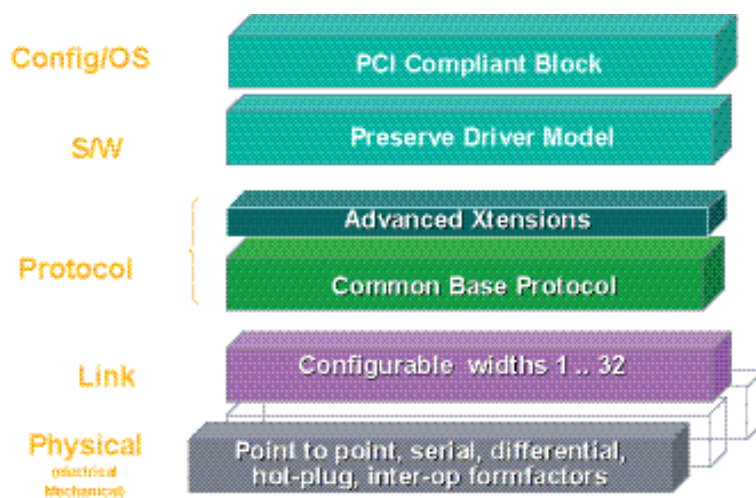 Config/OS
PCI Compliant Block
S/W
Preserve Driver Model
Advanced Xtensions
Protocol
Common Base Protocol
Link
Configurable widths 1 .. 32
Physical
Point to point, serial, differential,
hot-plug, inter-op formfactors
Mechanical)